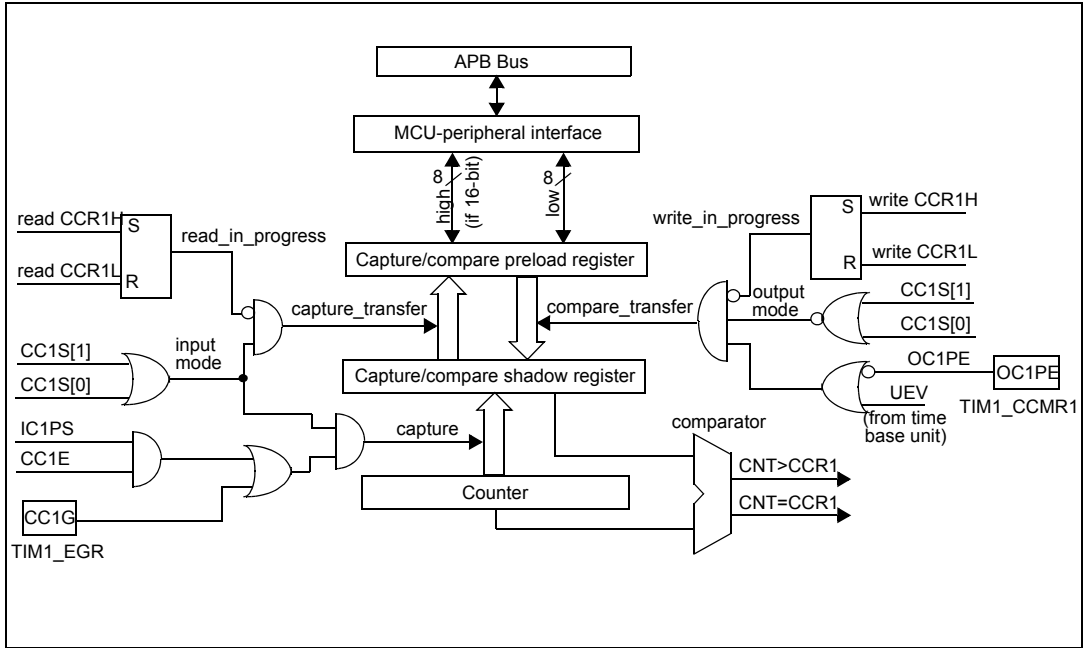 APB Bus
MCU-peripheral interface
8
high
(if 16-bit)
8
low
read CCR1H
S
read_in_progress
read CCR1L
R
write_in_progress
S
write CCR1H
R
write CCR1L
Capture/compare preload register
capture_transfer
compare_transfer
output
mode
CC1S[1]
CC1S[0]
CC1S[1]
CC1S[0]
input
mode
Capture/compare shadow register
OC1PE
OC1PE
UEV
(from time
base unit)
TIM1_CCMR1
IC1PS
CC1E
capture
comparator
CNT>CCR1
CNT=CCR1
Counter
CC1G
TIM1_EGR